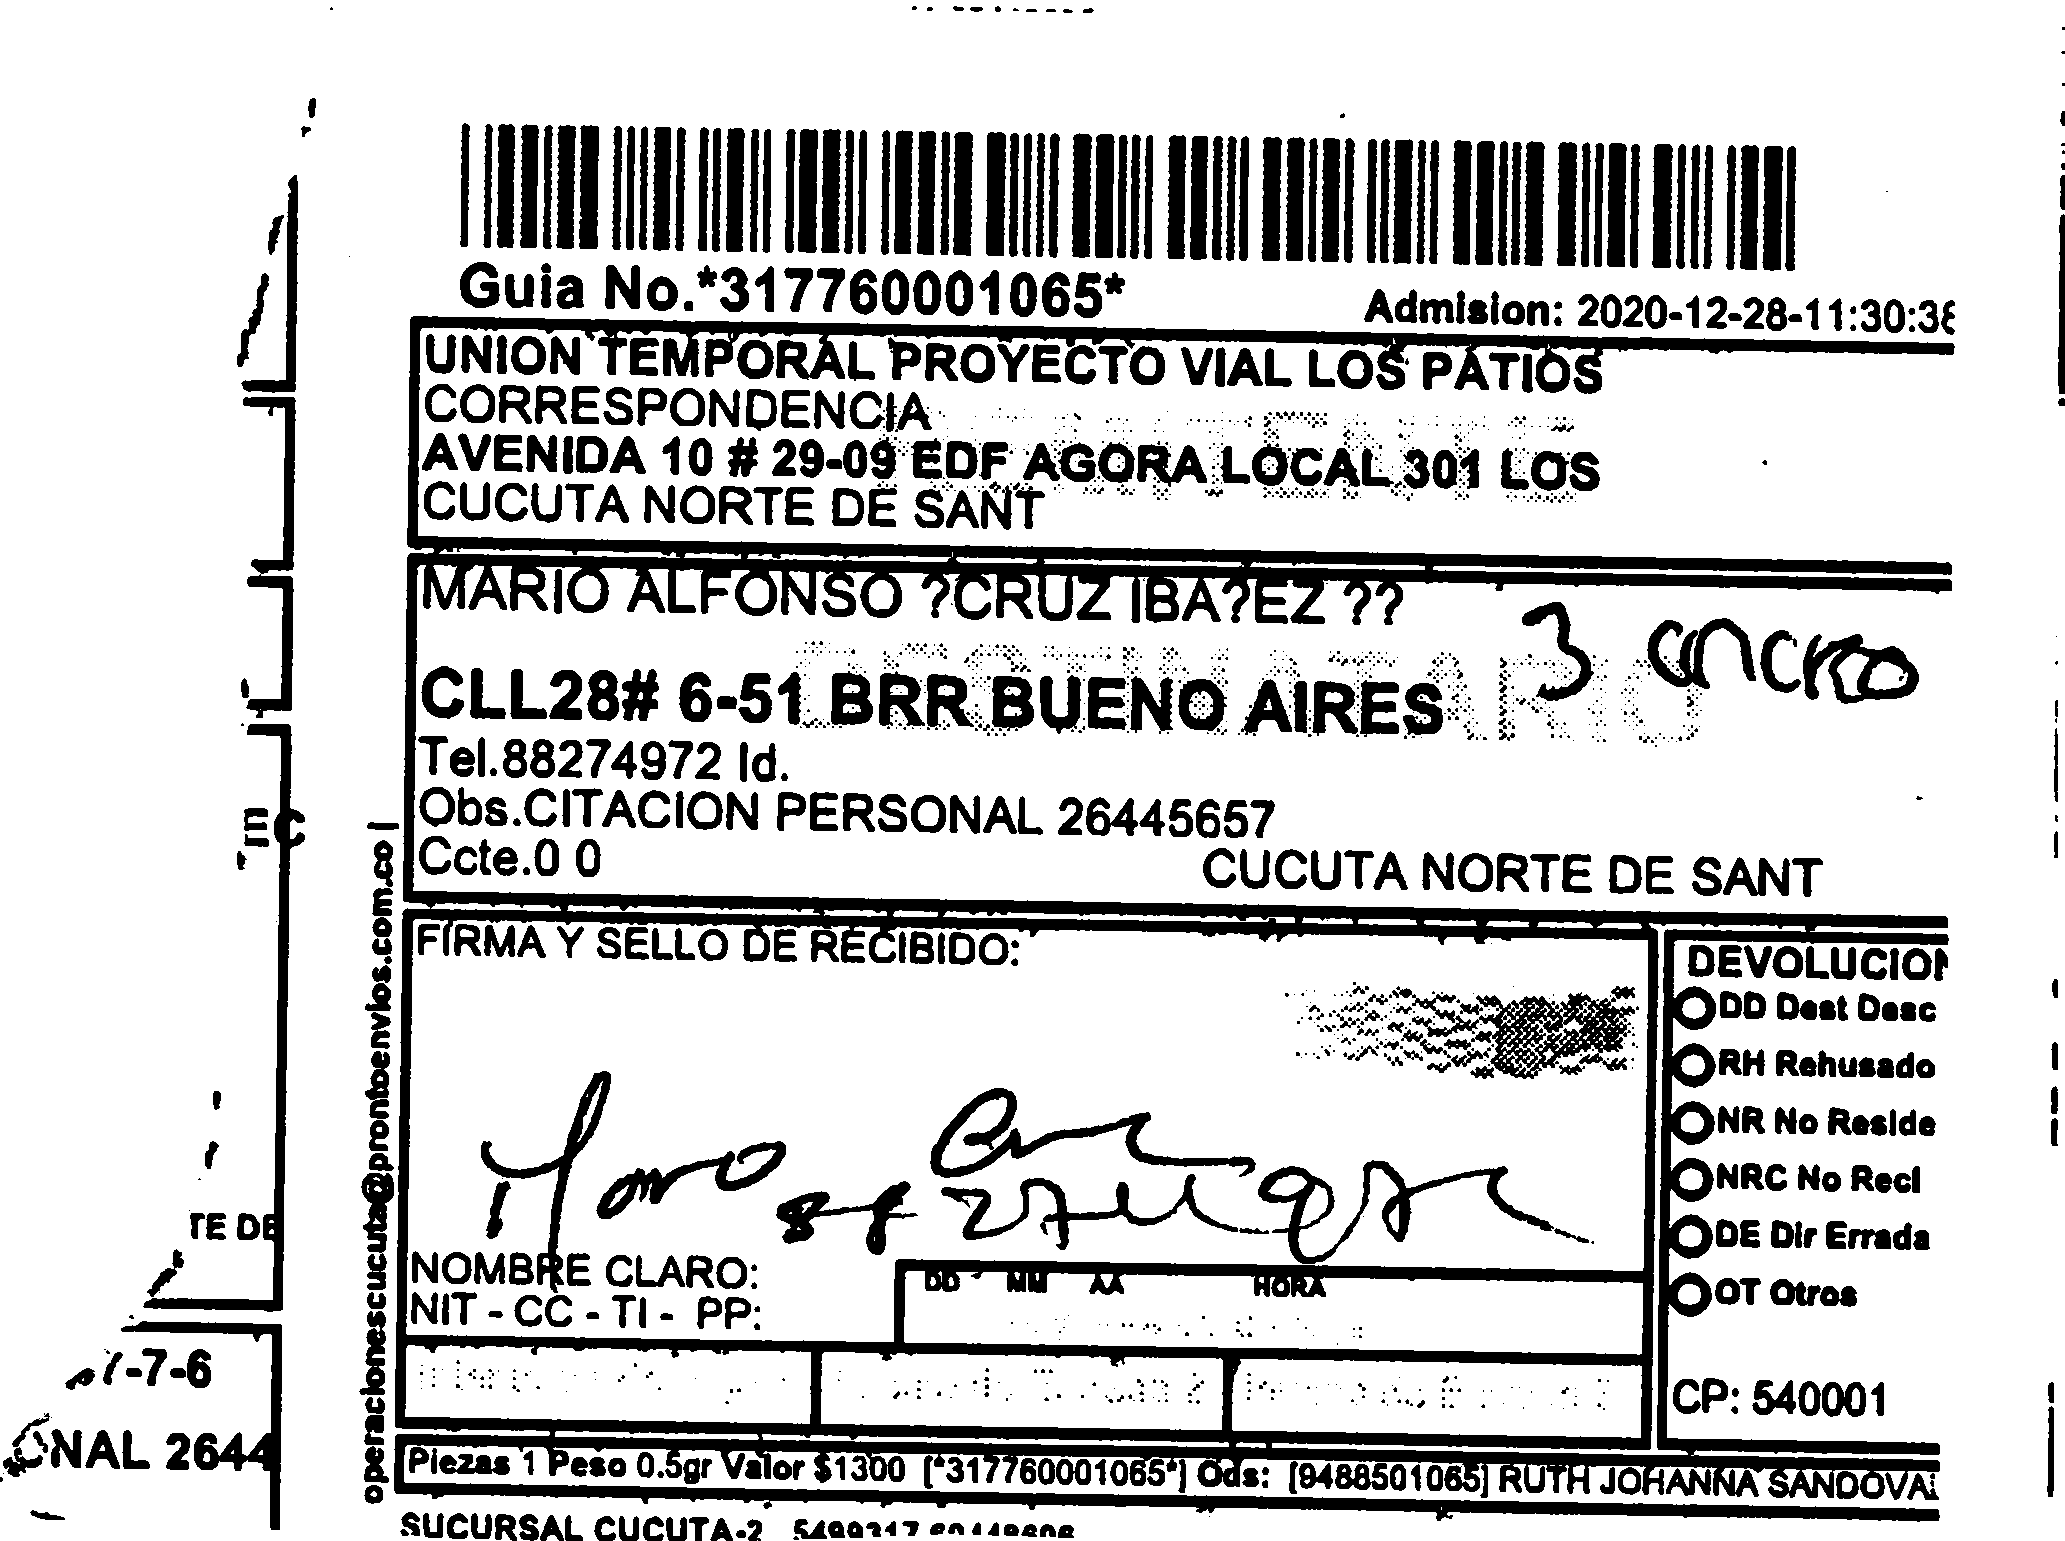 Guia No.*317760001065*
Admision: 2020-12-28-11:30:38
UNION TEMPORAL PROYECTO VIAL LOS PATIOS
CORRESPONDENCIA
REMITENTE
AVENIDA 10 # 29-09 EDF AGORA LOCAL 301 LOS
CUCUTA NORTE DE SANT
MARIO ALFONSO ?CRUZ IBA?EZ ??
3
DESTINATARIO
CLL28# 6-51 BRR BUENO AIRES
Tel.88274972 Id.
Obs.CITACION PERSONAL 26445657
Ccte.0 0
CUCUTA NORTE DE SANT
operacionescucuta@prontoenvios.com.co |
FIRMA Y SELLO DE RECIBIDO:
DEVOLUCION
DD Dest Desc
RH Rehusado
NR No Reside
NRC No Recl
DE Dir Errada
OT Otros
NOMBRE CLARO:
NIT - CC - TI - PP:
DD MM AA HORA
CP: 540001
TE DE
-7-6
NAL 2644
Piezas 1 Peso 0.5gr Valor $1300 [*317760001065*] Ods: [9488501065] RUTH JOHANNA SANDOVAL
SUCURSAL CUCUTA-2